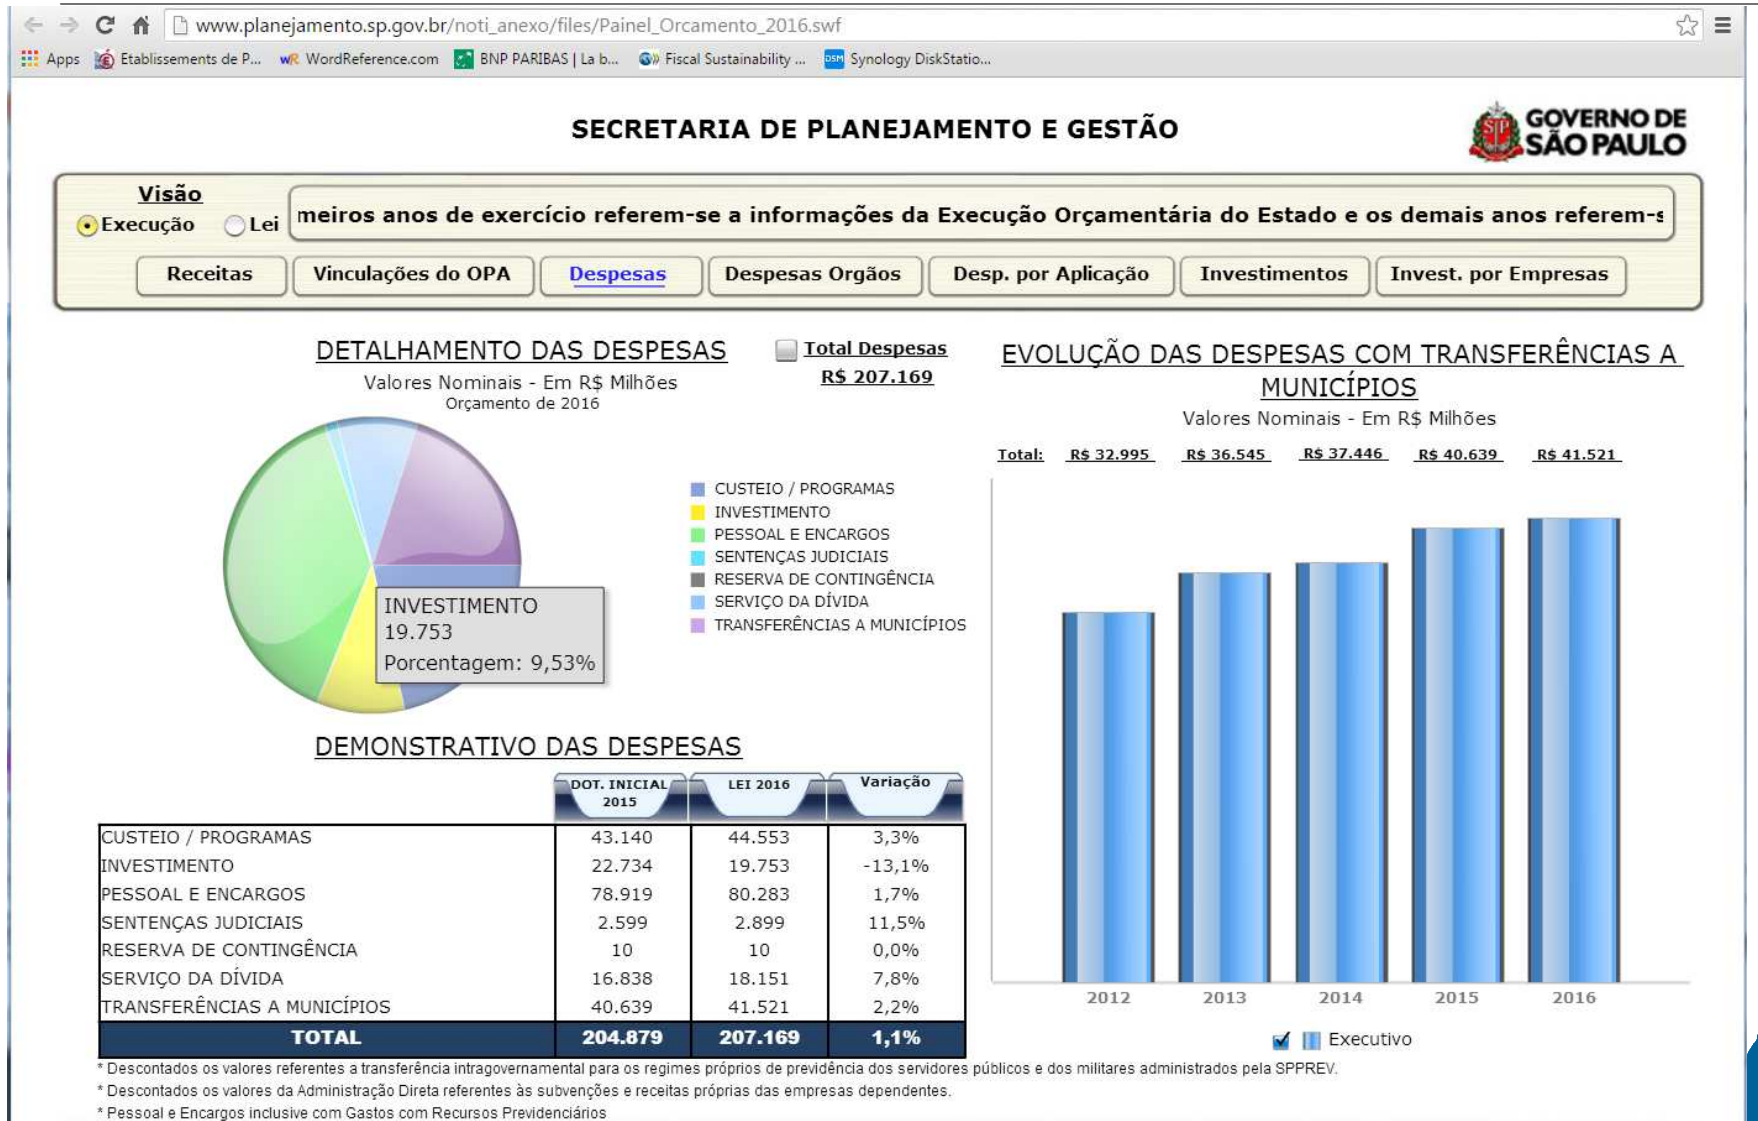 www.planejamento.sp.gov.br/noti_anexo/files/Painel_Orcamento_2016.swf
Apps Etablissements de P... WR WordReference.com BNP PARIBAS | La b... Fiscal Sustainability ... DSM Synology DiskStatio...
SECRETARIA DE PLANEJAMENTO E GESTÃO
SP GOVERNO DE
SÃO PAULO
Visão
Execução Lei
meiros anos de exercício referem-se a informações da Execução Orçamentária do Estado e os demais anos referem-s
Receitas Vinculações do OPA Despesas Despesas Orgãos Desp. por Aplicação Investimentos Invest. por Empresas
DETALHAMENTO DAS DESPESAS
Valores Nominais - Em R$ Milhões
Orçamento de 2016
Total Despesas
R$ 207.169
CUSTEIO / PROGRAMAS
INVESTIMENTO
PESSOAL E ENCARGOS
SENTENÇAS JUDICIAIS
RESERVA DE CONTINGÊNCIA
SERVIÇO DA DÍVIDA
TRANSFERÊNCIAS A MUNICÍPIOS
INVESTIMENTO
19.753
Porcentagem: 9,53%
EVOLUÇÃO DAS DESPESAS COM TRANSFERÊNCIAS A
MUNICÍPIOS
Valores Nominais - Em R$ Milhões
Total: R$ 32.995 R$ 36.545 R$ 37.446 R$ 40.639 R$ 41.521
2012 2013 2014 2015 2016
Executivo
DEMONSTRATIVO DAS DESPESAS
DOT. INICIAL 2015 LEI 2016 Variação
CUSTEIO / PROGRAMAS 43.140 44.553 3,3%
INVESTIMENTO 22.734 19.753 -13,1%
PESSOAL E ENCARGOS 78.919 80.283 1,7%
SENTENÇAS JUDICIAIS 2.599 2.899 11,5%
RESERVA DE CONTINGÊNCIA 10 10 0,0%
SERVIÇO DA DÍVIDA 16.838 18.151 7,8%
TRANSFERÊNCIAS A MUNICÍPIOS 40.639 41.521 2,2%
TOTAL 204.879 207.169 1,1%
* Descontados os valores referentes a transferência intragovernamental para os regimes próprios de previdência dos servidores públicos e dos militares administrados pela SPPREV.
* Descontados os valores da Administração Direta referentes às subvenções e receitas próprias das empresas dependentes.
* Pessoal e Encargos inclusive com Gastos com Recursos Previdenciários